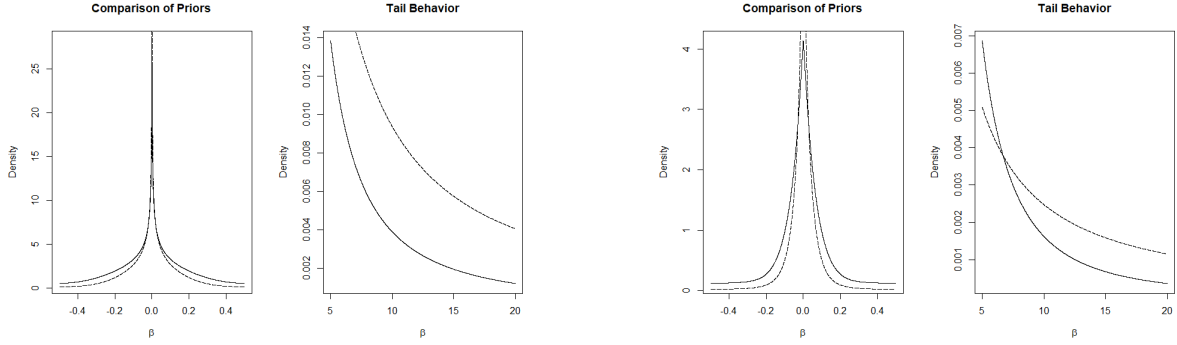 Comparison of Priors
Density
25
20
15
10
5
0
-0.4 -0.2 0.0 0.2 0.4
β
Tail Behavior
Density
0.014
0.012
0.010
0.008
0.006
0.004
0.002
5 10 15 20
β
Comparison of Priors
Density
4
3
2
1
0
-0.4 -0.2 0.0 0.2 0.4
β
Tail Behavior
Density
0.007
0.006
0.005
0.004
0.003
0.002
0.001
5 10 15 20
β